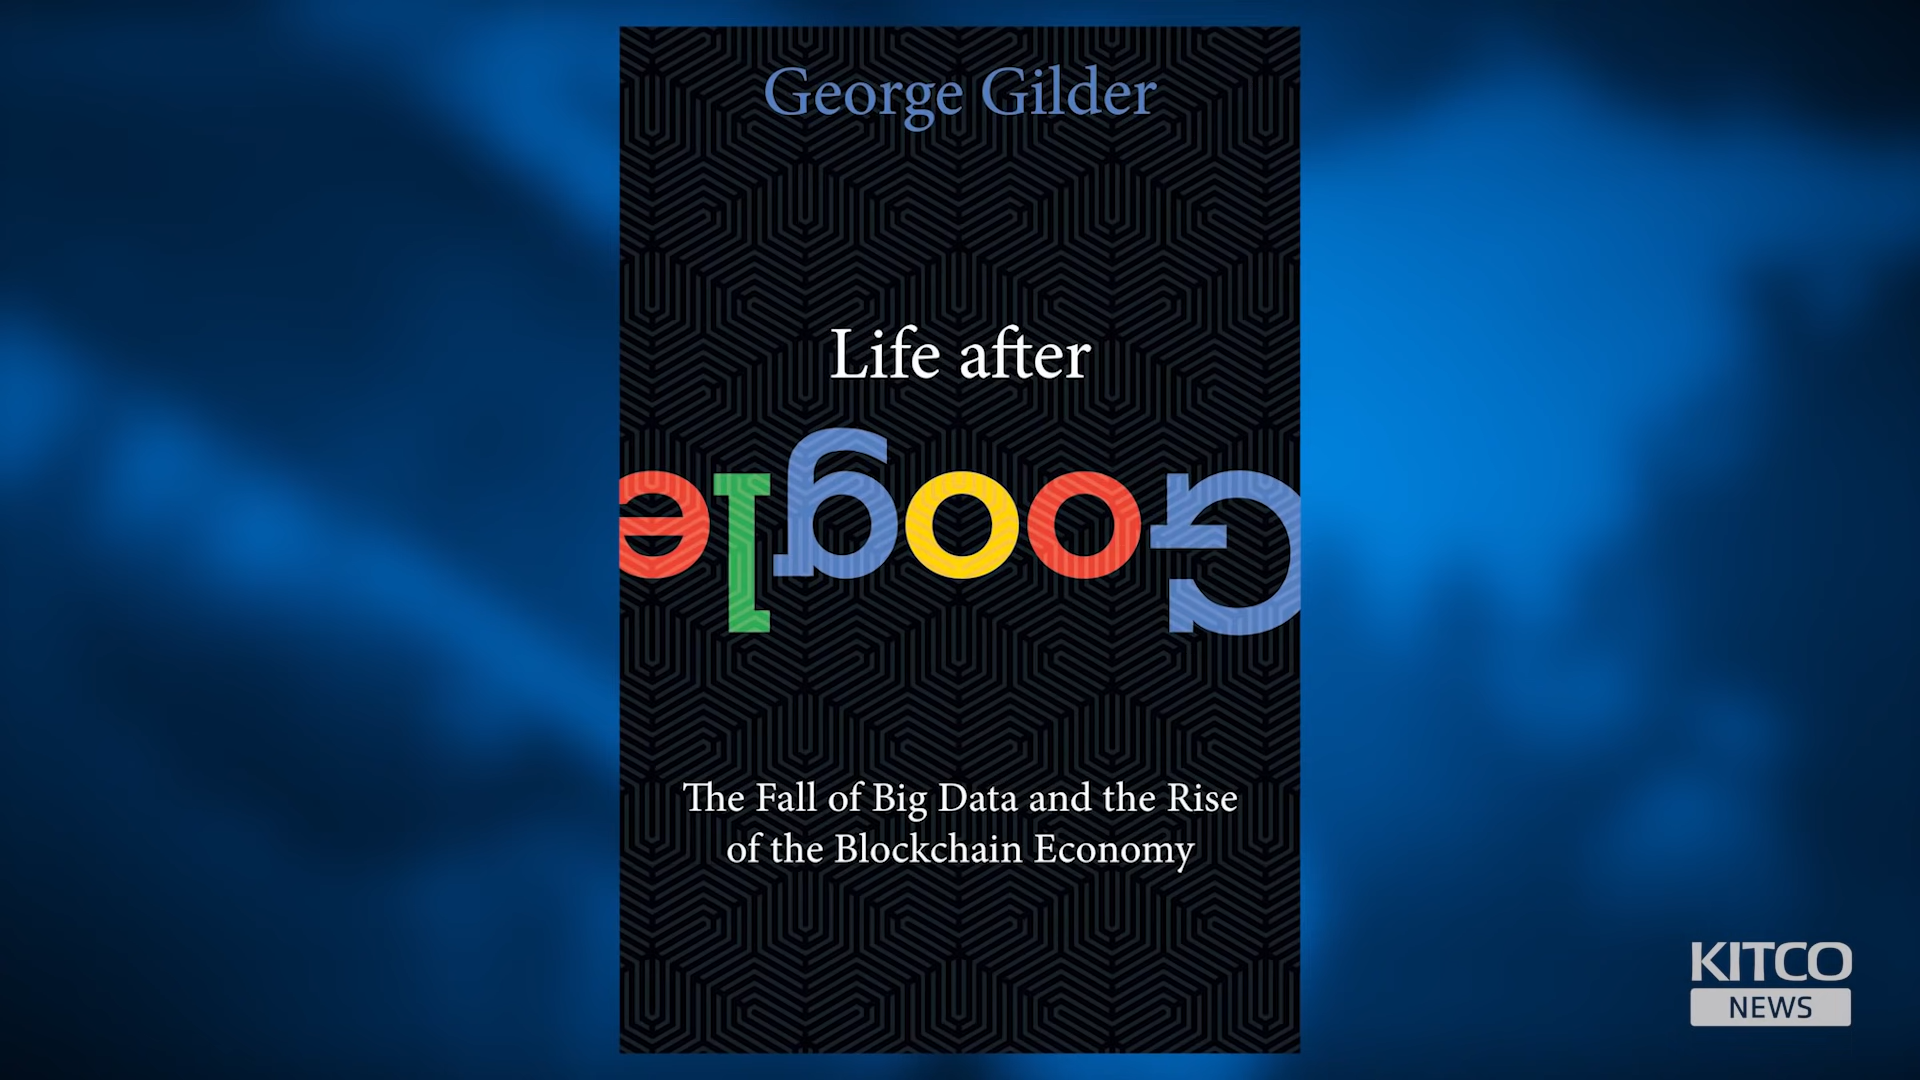 George Gilder
Life after
Google
The Fall of Big Data and the Rise
of the Blockchain Economy
KITCO
NEWS